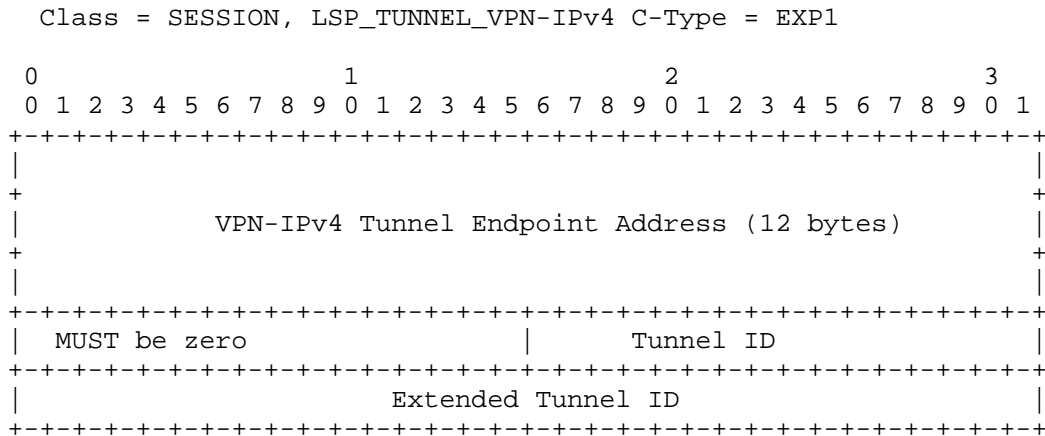 Class = SESSION, LSP_TUNNEL_VPN-IPv4 C-Type = EXP1
0                   1                   2                   3
0 1 2 3 4 5 6 7 8 9 0 1 2 3 4 5 6 7 8 9 0 1 2 3 4 5 6 7 8 9 0 1
+-+-+-+-+-+-+-+-+-+-+-+-+-+-+-+-+-+-+-+-+-+-+-+-+-+-+-+-+-+-+-+-+
|                                                               |
+                                                               +
|            VPN-IPv4 Tunnel Endpoint Address (12 bytes)        |
+                                                               +
|                                                               |
+-+-+-+-+-+-+-+-+-+-+-+-+-+-+-+-+-+-+-+-+-+-+-+-+-+-+-+-+-+-+-+-+
|  MUST be zero                 |      Tunnel ID                |
+-+-+-+-+-+-+-+-+-+-+-+-+-+-+-+-+-+-+-+-+-+-+-+-+-+-+-+-+-+-+-+-+
|                       Extended Tunnel ID                      |
+-+-+-+-+-+-+-+-+-+-+-+-+-+-+-+-+-+-+-+-+-+-+-+-+-+-+-+-+-+-+-+-+